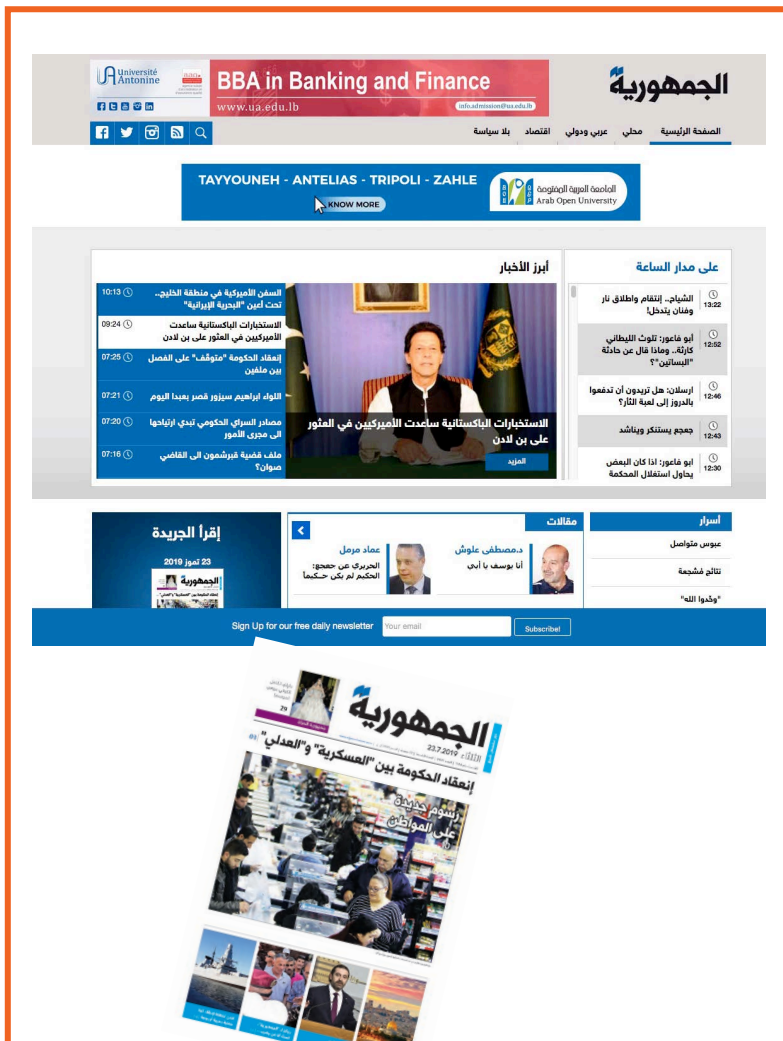 Université
Antonine
BBA in Banking and Finance
www.ua.edu.lb
info.admission@ua.edu.lb
الجمهورية
الصفحة الرئيسية
محلي
عربي ودولي
اقتصاد
بلا سياسة
TAYYOUNEH - ANTELIAS - TRIPOLI - ZAHLE
KNOW MORE
الجامعة العربية المفتوحة
Arab Open University
على مدار الساعة
13:22
الشياح.. إنتقام واطلاق نار
وفنان يتدخل!
12:52
أبو فاعور: تلوث الليطاني
كارثة.. وماذا قال عن حادثة
"البساتين"؟
12:46
ارسلان: هل تريدون أن تدفعوا
بالدروز إلى لعبة الثأر؟
12:43
جعجع يستنكر ويناشد
12:30
ابو فاعور: اذا كان البعض
يحاول استغلال المحكمة
أبرز الأخبار
الاستخبارات الباكستانية ساعدت الأميركيين في العثور
على بن لادن
المزيد
السفن الأميركية في منطقة الخليج..
تحت أعين "البحرية الإيرانية"
10:13
الاستخبارات الباكستانية ساعدت
الأميركيين في العثور على بن لادن
09:24
إنعقاد الحكومة "متوقّف" على الفصل
بين ملفين
07:25
اللواء ابراهيم سيزور قصر بعبدا اليوم
07:21
مصادر السراي الحكومي تبدي ارتياحها
الى مجرى الأمور
07:20
ملف قضية قبرشمون الى القاضي
صوان؟
07:16
أسرار
عبوس متواصل
نتائج مُشجعة
"وحّدوا الله"
مقالات
د.مصطفى علوش
أنا يوسف يا أبي
عماد مرمل
الحريري عن جعجع:
الحكيم لم يكن حــكيماً
إقرأ الجريدة
23 تموز 2019
الجمهورية
Sign Up for our free daily newsletter
Your email
Subscribe!
الجمهورية
29
الثلثاء 23.7.2019
إنعقاد الحكومة بين "العسكرية" و"العدلي"
رسوم جديدة
على المواطن